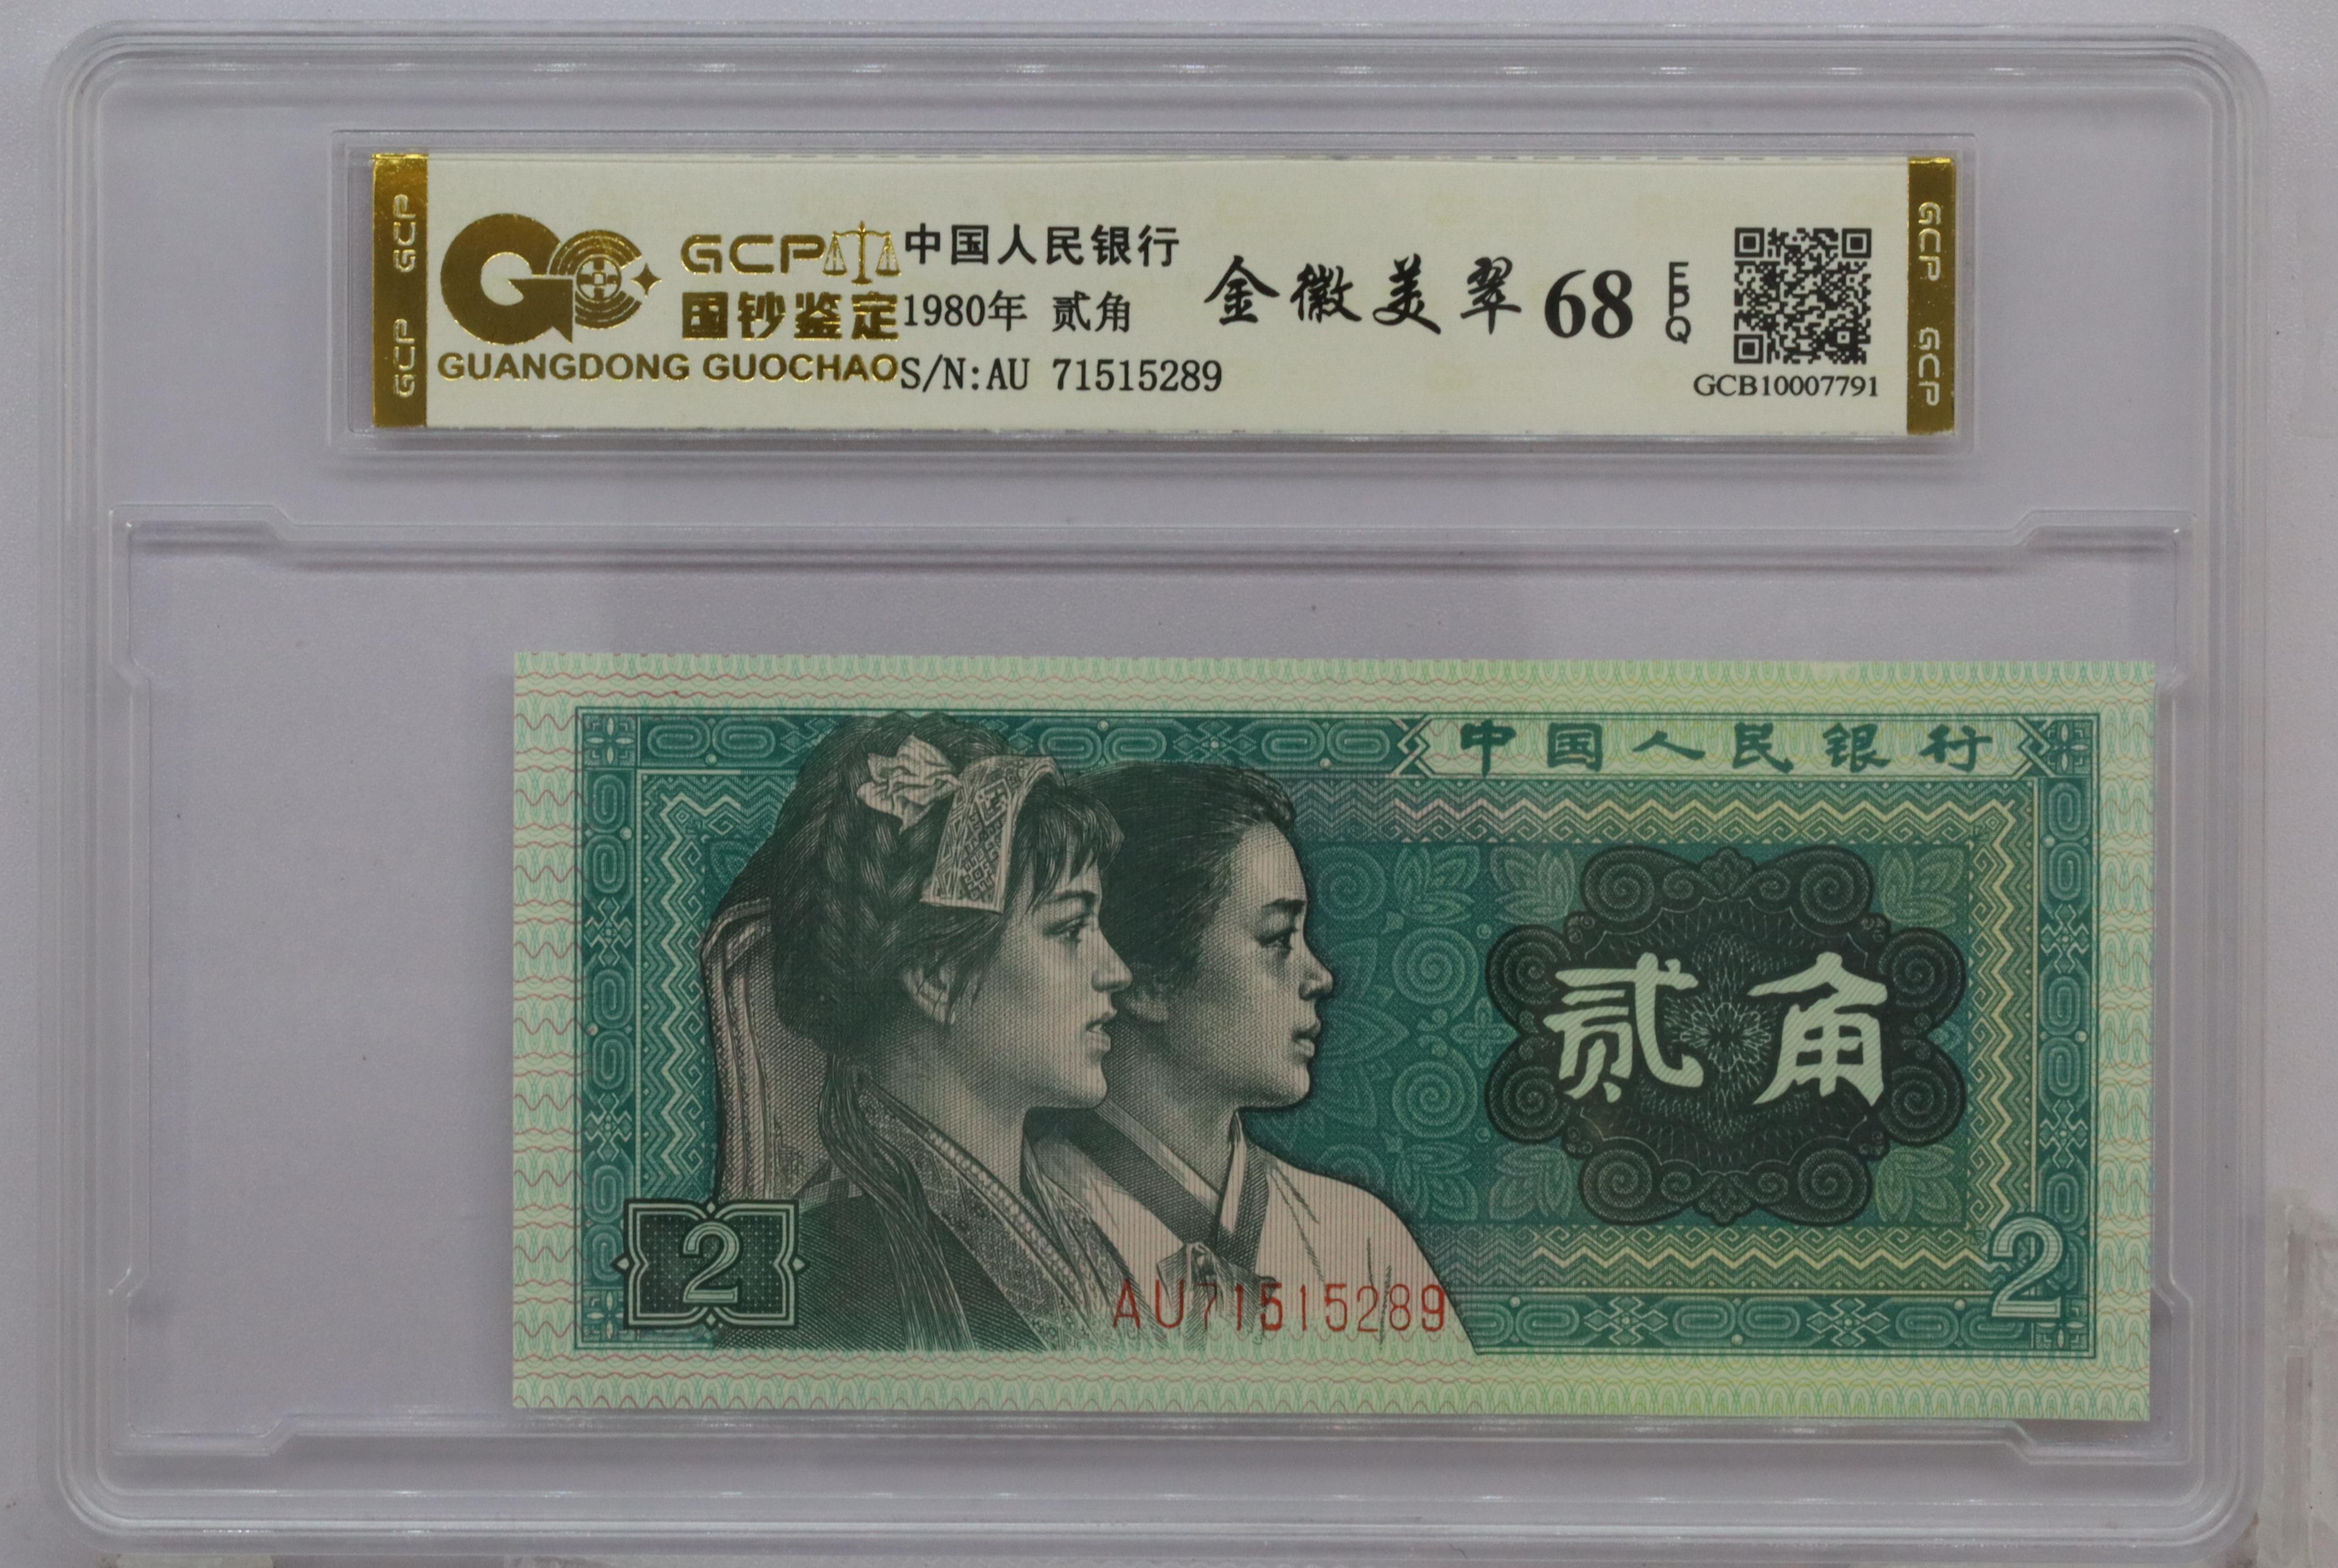 GCP GCP
GCP
国钞鉴定
GUANGDONG GUOCHAO
中国人民银行
1980年 贰角
S/N:AU 71515289
金徽美翠 68 EPQ
GCB10007791
GCP GCP
中国人民银行
贰角
2
AU71515289
2